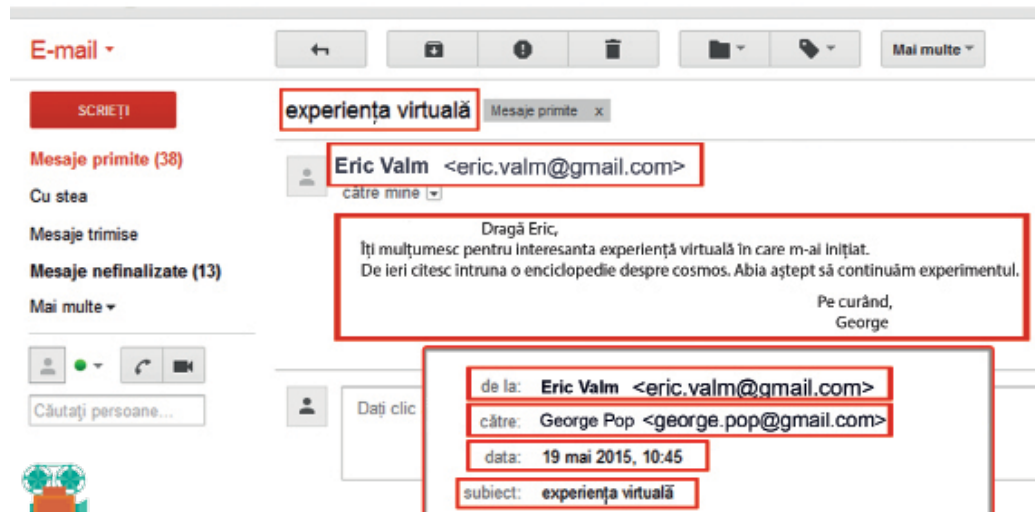 E-mail
Mai multe
SCRIEȚI
experiența virtuală Mesaje primite x
Mesaje primite (38)
Eric Valm <eric.valm@gmail.com>
către mine
Cu stea
Mesaje trimise
Mesaje nefinalizate (13)
Mai multe
Dragă Eric,
Îți mulțumesc pentru interesanta experiență virtuală în care m-ai inițiat.
De ieri citesc întruna o enciclopedie despre cosmos. Abia aștept să continuăm experimentul.
Pe curând,
George
Căutați persoane...
Dați clic
de la: Eric Valm <eric.valm@gmail.com>
către: George Pop <george.pop@gmail.com>
data: 19 mai 2015, 10:45
subiect: experiența virtuală